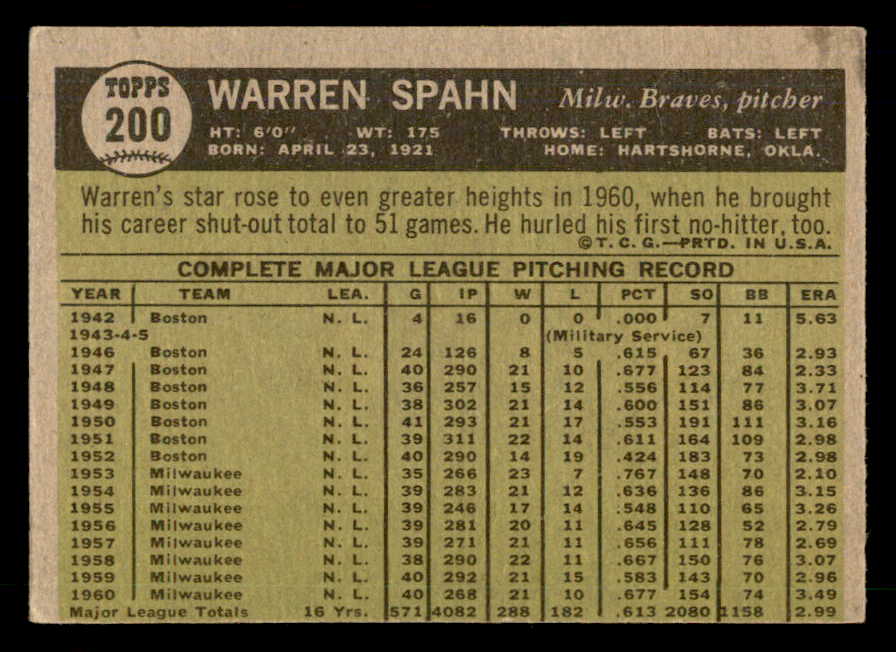 TOPPS
200
WARREN SPAHN Milw. Braves, pitcher
HT: 6'0" WT: 175 THROWS: LEFT BATS: LEFT
BORN: APRIL 23, 1921 HOME: HARTSHORNE, OKLA.
Warren's star rose to even greater heights in 1960, when he brought
his career shut-out total to 51 games. He hurled his first no-hitter, too.
©T.C.G.—PRTD. IN U.S.A.
COMPLETE MAJOR LEAGUE PITCHING RECORD
YEAR TEAM LEA. G IP W L PCT SO BB ERA
1942 Boston N. L. 4 16 0 0 .000 7 11 5.63
1943-4-5 (Military Service)
1946 Boston N. L. 24 126 8 5 .615 67 36 2.93
1947 Boston N. L. 40 290 21 10 .677 123 84 2.33
1948 Boston N. L. 36 257 15 12 .556 114 77 3.71
1949 Boston N. L. 38 302 21 14 .600 151 86 3.07
1950 Boston N. L. 41 293 21 17 .553 191 111 3.16
1951 Boston N. L. 39 311 22 14 .611 164 109 2.98
1952 Boston N. L. 40 290 14 19 .424 183 73 2.98
1953 Milwaukee N. L. 35 266 23 7 .767 148 70 2.10
1954 Milwaukee N. L. 39 283 21 12 .636 136 86 3.15
1955 Milwaukee N. L. 39 246 17 14 .548 110 65 3.26
1956 Milwaukee N. L. 39 281 20 11 .645 128 52 2.79
1957 Milwaukee N. L. 39 271 21 11 .656 111 78 2.69
1958 Milwaukee N. L. 38 290 22 11 .667 150 76 3.07
1959 Milwaukee N. L. 40 292 21 15 .583 143 70 2.96
1960 Milwaukee N. L. 40 268 21 10 .677 154 74 3.49
Major League Totals 16 Yrs. 571 4082 288 182 .613 2080 1158 2.99